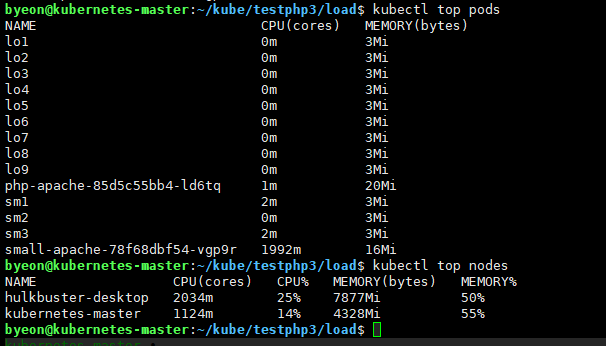 byeon@kubernetes-master:~/kube/testphp3/load$ kubectl top pods
NAME CPU(cores) MEMORY(bytes)
lo1 0m 3Mi
lo2 0m 3Mi
lo3 0m 3Mi
lo4 0m 3Mi
lo5 0m 3Mi
lo6 0m 3Mi
lo7 0m 3Mi
lo8 0m 3Mi
lo9 0m 3Mi
php-apache-85d5c55bb4-ld6tq 1m 20Mi
sm1 2m 3Mi
sm2 0m 3Mi
sm3 2m 3Mi
small-apache-78f68dbf54-vgp9r 1992m 16Mi
byeon@kubernetes-master:~/kube/testphp3/load$ kubectl top nodes
NAME CPU(cores) CPU% MEMORY(bytes) MEMORY%
hulkbuster-desktop 2034m 25% 7877Mi 50%
kubernetes-master 1124m 14% 4328Mi 55%
byeon@kubernetes-master:~/kube/testphp3/load$